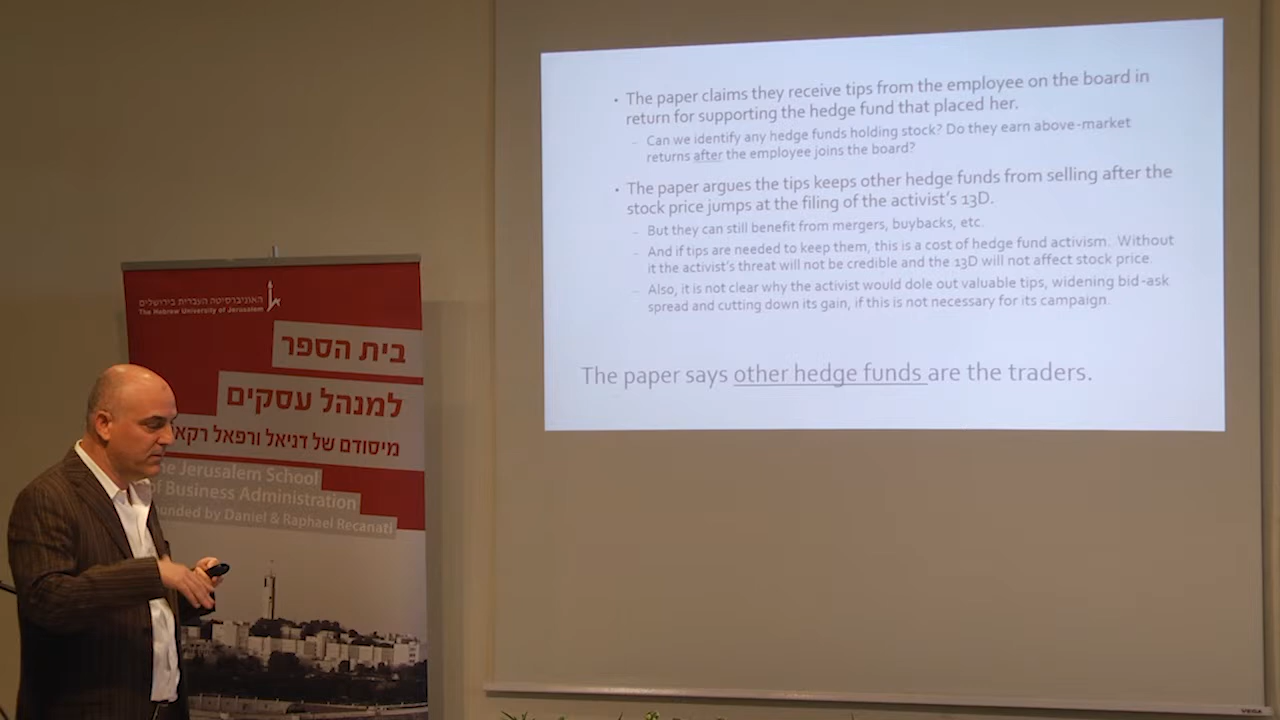 • The paper claims they receive tips from the employee on the board in
return for supporting the hedge fund that placed her.
– Can we identify any hedge funds holding stock? Do they earn above-market
returns after the employee joins the board?
• The paper argues the tips keeps other hedge funds from selling after the
stock price jumps at the filing of the activist's 13D.
– But they can still benefit from mergers, buybacks, etc.
– And if tips are needed to keep them, this is a cost of hedge fund activism. Without
it the activist's threat will not be credible and the 13D will not affect stock price.
– Also, it is not clear why the activist would dole out valuable tips, widening bid-ask
spread and cutting down its gain, if this is not necessary for its campaign.
The paper says other hedge funds are the traders.
האוניברסיטה העברית בירושלים
The Hebrew University of Jerusalem
בית הספר
למנהל עסקים
מיסודם של דניאל ורפאל רקא
he Jerusalem School
of Business Administration
ounded by Daniel & Raphael Recanati
VEGA